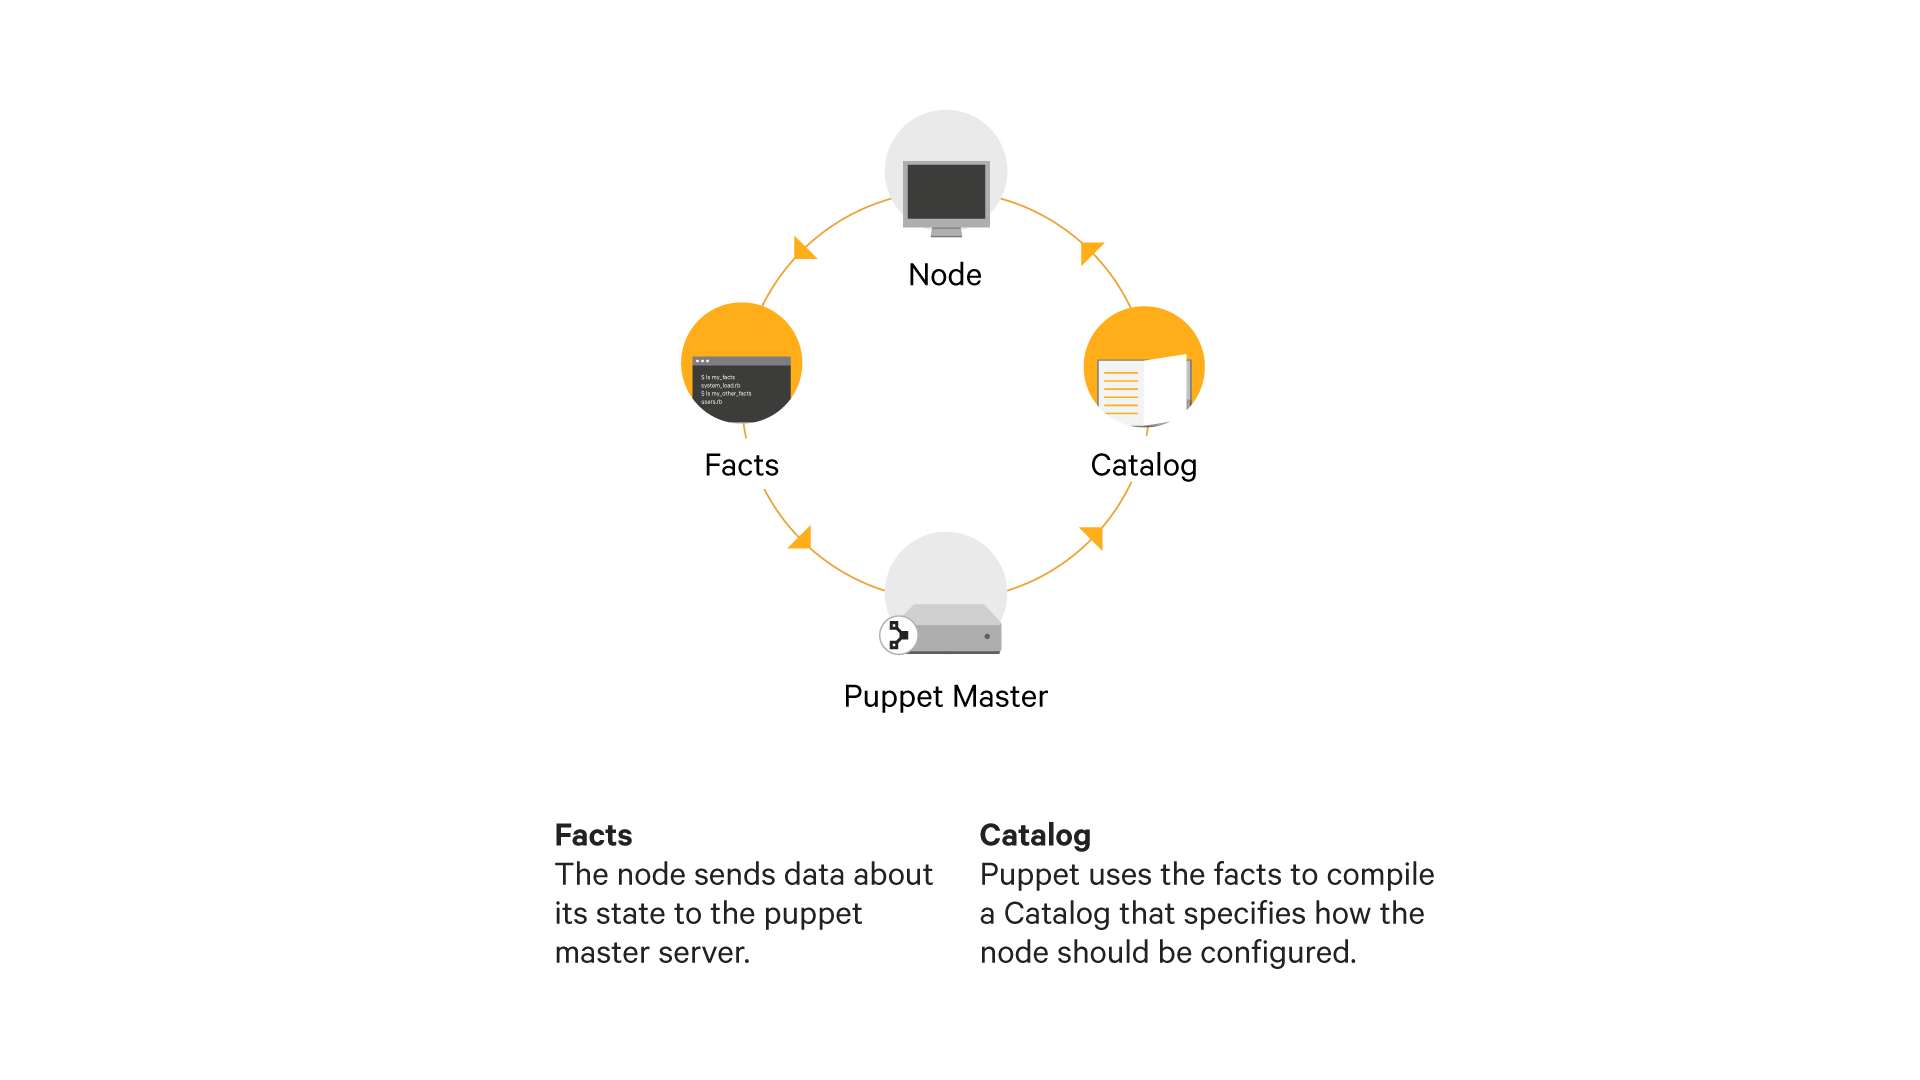 Node
$ ls my_facts
system_load.rb
$ ls my_other_facts
users.rb
Facts
Catalog
Puppet Master
Facts
The node sends data about
its state to the puppet
master server.
Catalog
Puppet uses the facts to compile
a Catalog that specifies how the
node should be configured.